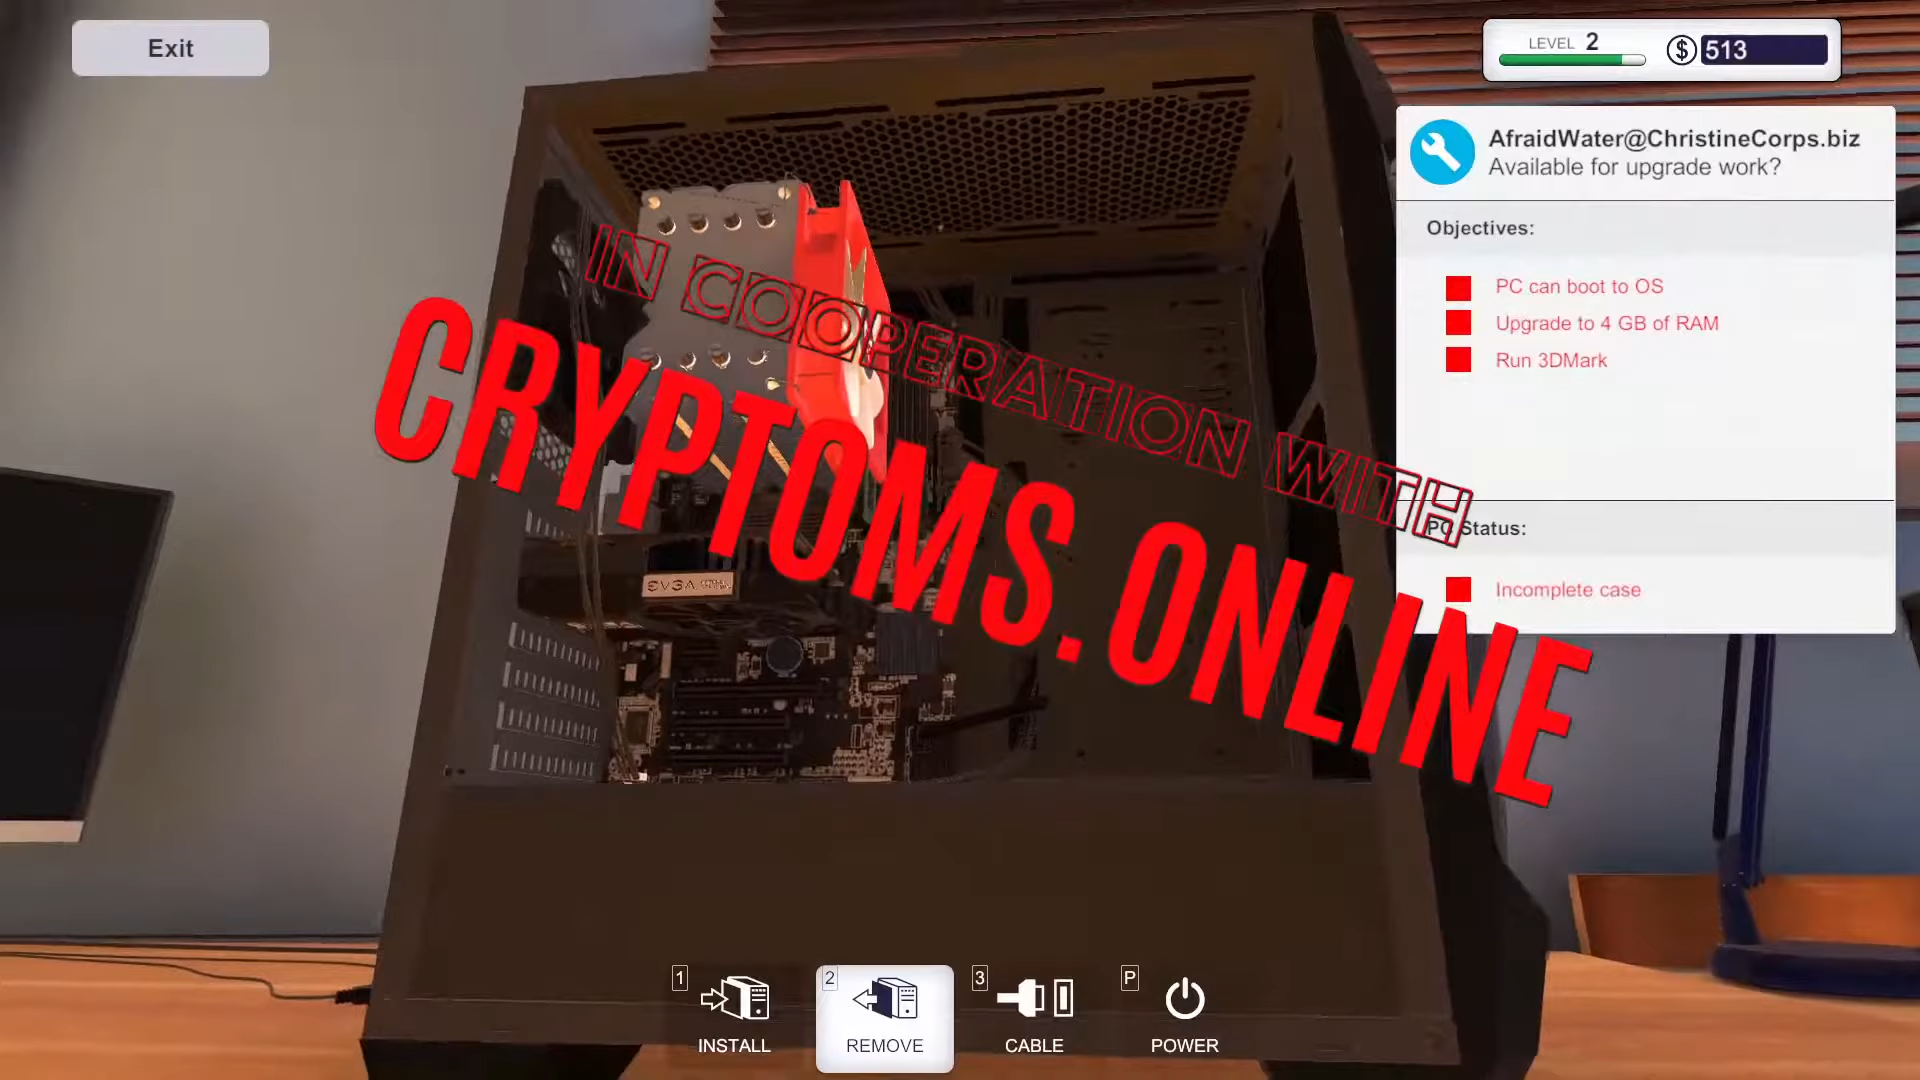 Exit
LEVEL 2
$ 513
AfraidWater@ChristineCorps.biz
Available for upgrade work?
Objectives:
PC can boot to OS
Upgrade to 4 GB of RAM
Run 3DMark
IN COOPERATION WITH
CRYPTOMS.ONLINE
PC Status:
Incomplete case
EVGA
1
INSTALL
2
REMOVE
3
CABLE
P
POWER